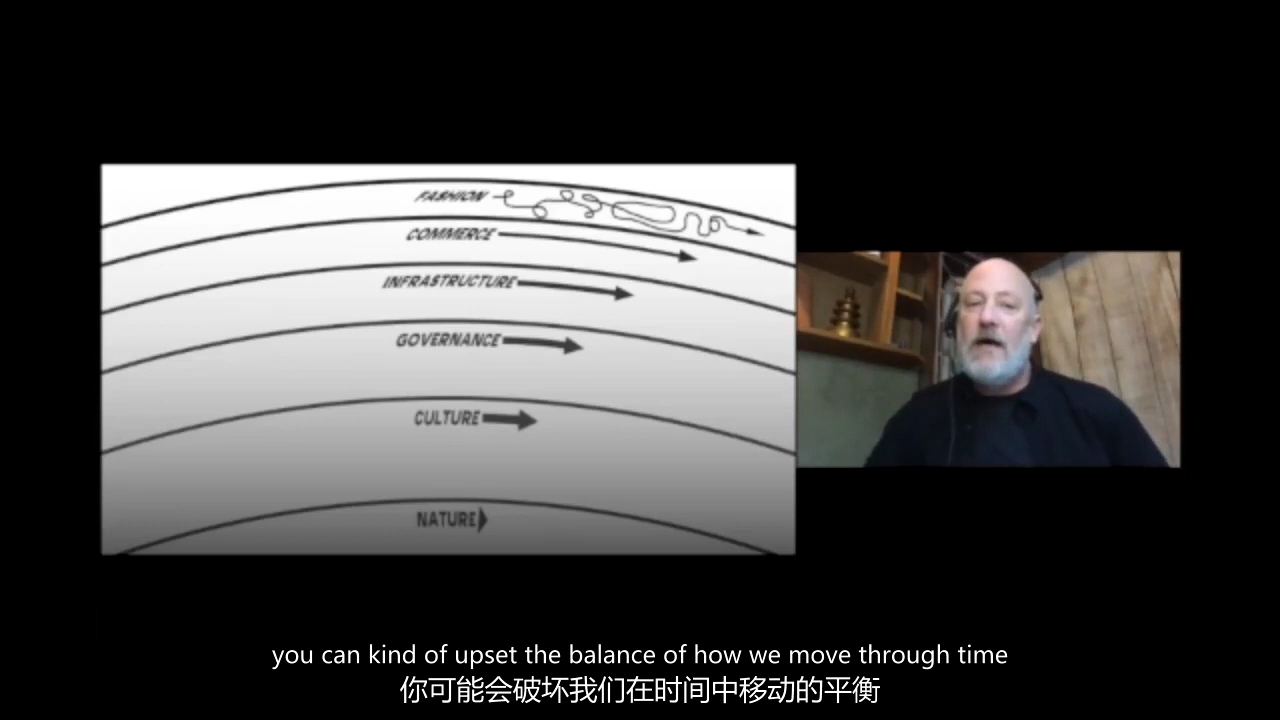 FASHION
COMMERCE
INFRASTRUCTURE
GOVERNANCE
CULTURE
NATURE
you can kind of upset the balance of how we move through time
你可能会破坏我们在时间中移动的平衡